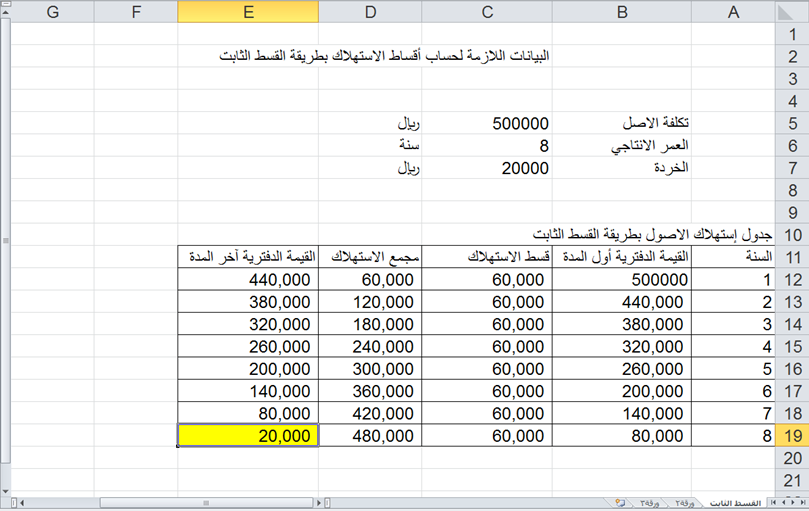 A B C D E F G
1
2 البيانات اللازمة لحساب أقساط الاستهلاك بطريقة القسط الثابت
3
4
5 تكلفة الاصل 500000 ريال
6 العمر الانتاجي 8 سنة
7 الخردة 20000 ريال
8
9
10 جدول إستهلاك الاصول بطريقة القسط الثابت
11 السنة القيمة الدفترية أول المدة قسط الاستهلاك مجمع الاستهلاك القيمة الدفترية آخر المدة
12 1 500000 60,000 60,000 440,000
13 2 440,000 60,000 120,000 380,000
14 3 380,000 60,000 180,000 320,000
15 4 320,000 60,000 240,000 260,000
16 5 260,000 60,000 300,000 200,000
17 6 200,000 60,000 360,000 140,000
18 7 140,000 60,000 420,000 80,000
19 8 80,000 60,000 480,000 20,000
20
21
القسط الثابت ورقة٢ ورقة٣